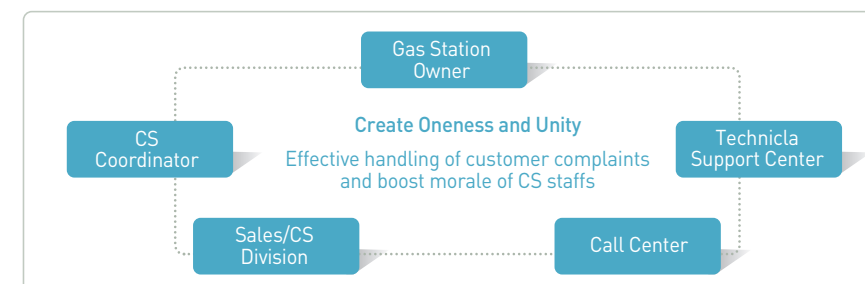 Gas Station
Owner
Create Oneness and Unity
CS
Coordinator
Technicla
Support Center
Effective handling of customer complaints
and boost morale of CS staffs
Sales/CS
Division
Call Center